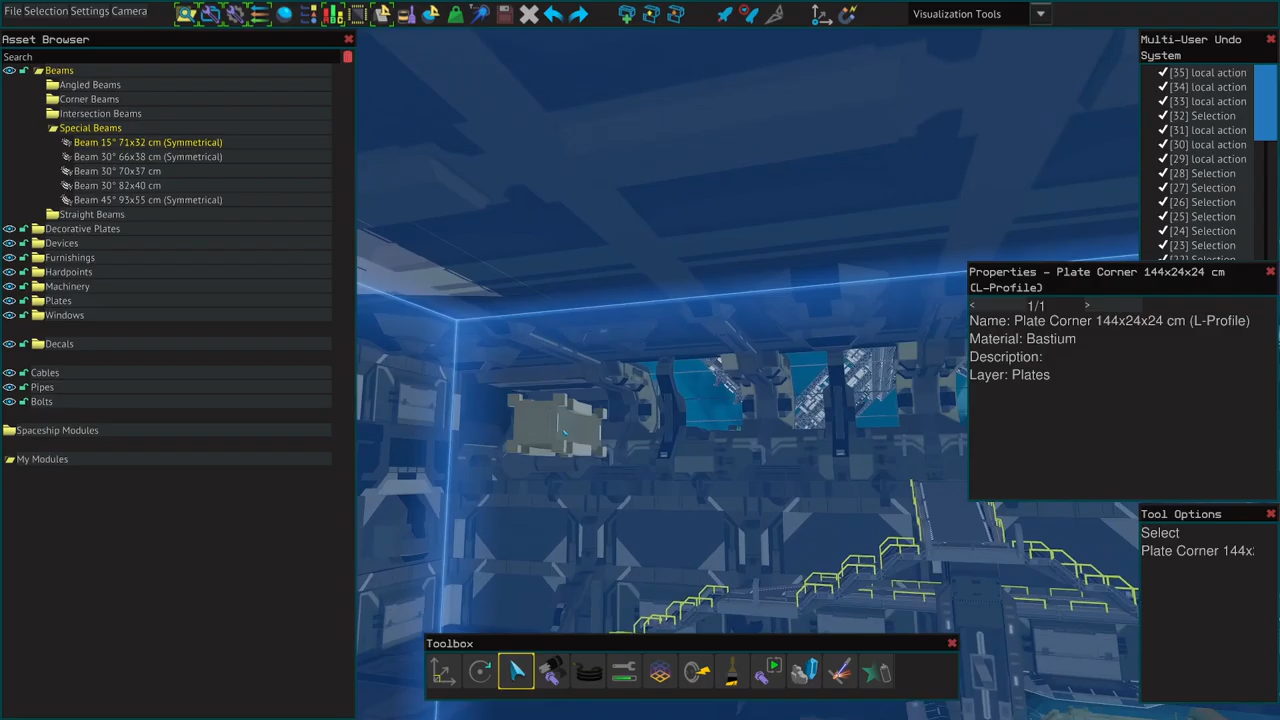 File Selection Settings Camera
Visualization Tools
Asset Browser
Search
Beams
Angled Beams
Corner Beams
Intersection Beams
Special Beams
Beam 15° 71x32 cm (Symmetrical)
Beam 30° 66x38 cm (Symmetrical)
Beam 30° 70x37 cm
Beam 30° 82x40 cm
Beam 45° 93x55 cm (Symmetrical)
Straight Beams
Decorative Plates
Devices
Furnishings
Hardpoints
Machinery
Plates
Windows
Decals
Cables
Pipes
Bolts
Spaceship Modules
My Modules
Multi-User Undo
System
[35] local action
[34] local action
[33] local action
[32] Selection
[31] local action
[30] local action
[29] local action
[28] Selection
[27] Selection
[26] Selection
[25] Selection
[24] Selection
[23] Selection
Properties - Plate Corner 144x24x24 cm
(L-Profile)
< 1/1 >
Name: Plate Corner 144x24x24 cm (L-Profile)
Material: Bastium
Description:
Layer: Plates
Tool Options
Select
Plate Corner 144x
Toolbox